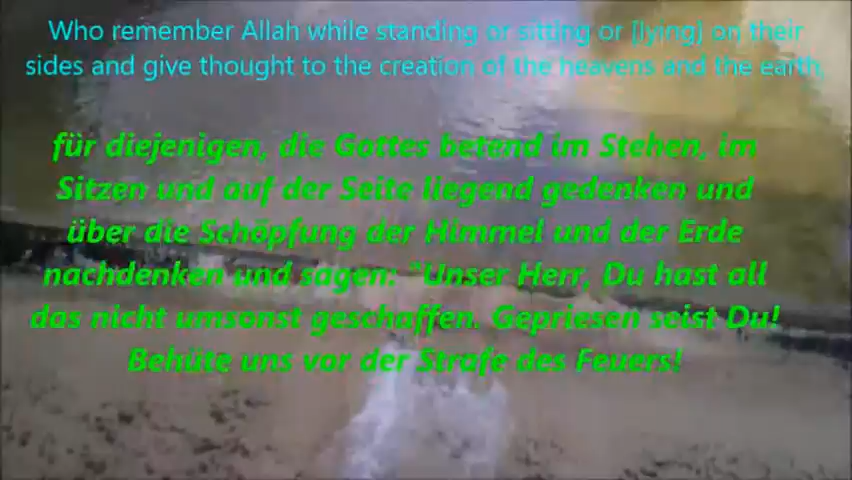 Who remember Allah while standing or sitting or [lying] on their
sides and give thought to the creation of the heavens and the earth,
für diejenigen, die Gottes betend im Stehen, im
Sitzen und auf der Seite liegend gedenken und
über die Schöpfung der Himmel und der Erde
nachdenken und sagen: "Unser Herr, Du hast all
das nicht umsonst geschaffen. Gepriesen seist Du!
Behüte uns vor der Strafe des Feuers!